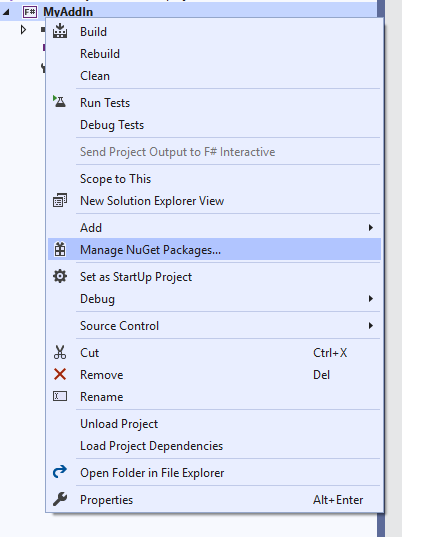 F# MyAddIn
Build
Rebuild
Clean
Run Tests
Debug Tests
Send Project Output to F# Interactive
Scope to This
New Solution Explorer View
Add
Manage NuGet Packages...
Set as StartUp Project
Debug
Source Control
Cut Ctrl+X
Remove Del
Rename
Unload Project
Load Project Dependencies
Open Folder in File Explorer
Properties Alt+Enter